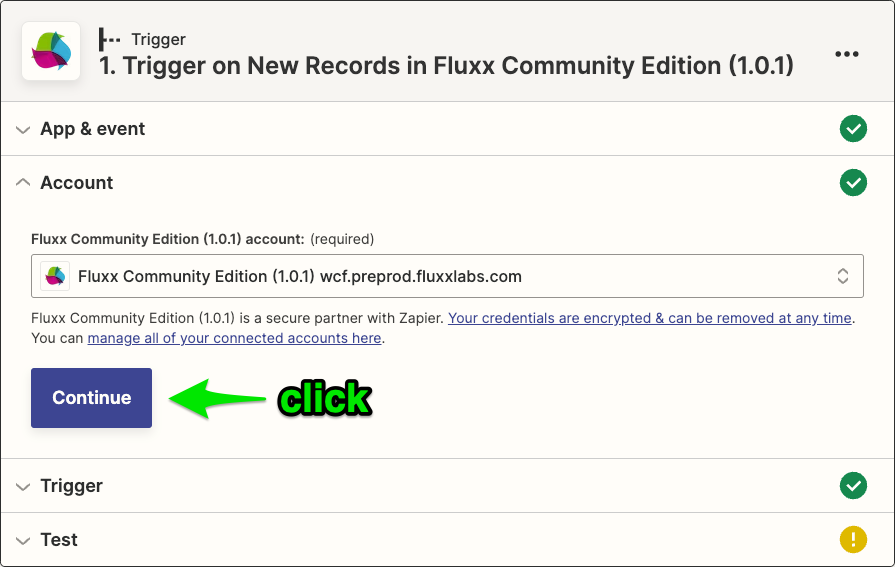 Trigger
1. Trigger on New Records in Fluxx Community Edition (1.0.1)
App & event
Account
Fluxx Community Edition (1.0.1) account: (required)
Fluxx Community Edition (1.0.1) wcf.preprod.fluxxlabs.com
Fluxx Community Edition (1.0.1) is a secure partner with Zapier. Your credentials are encrypted & can be removed at any time.
You can manage all of your connected accounts here.
Continue
click
Trigger
Test